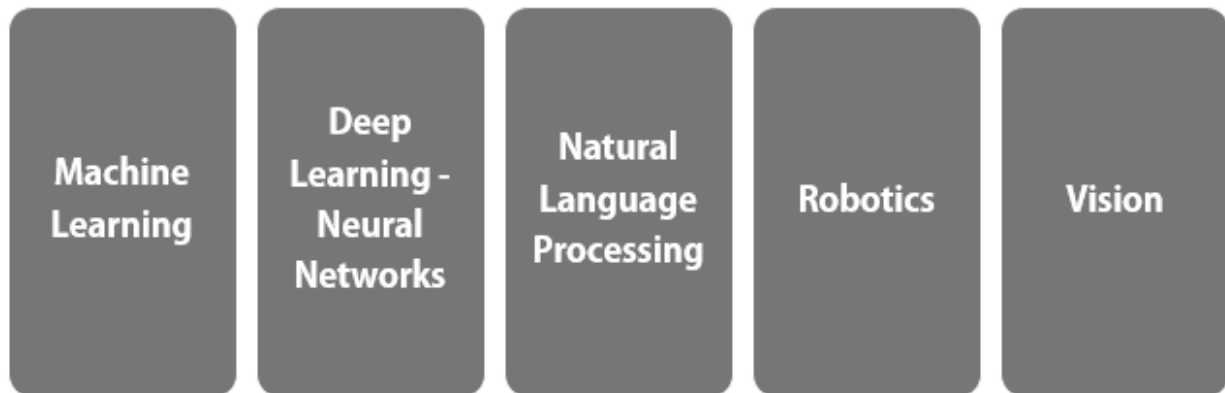 Machine
Learning
Deep
Learning -
Neural
Networks
Natural
Language
Processing
Robotics
Vision